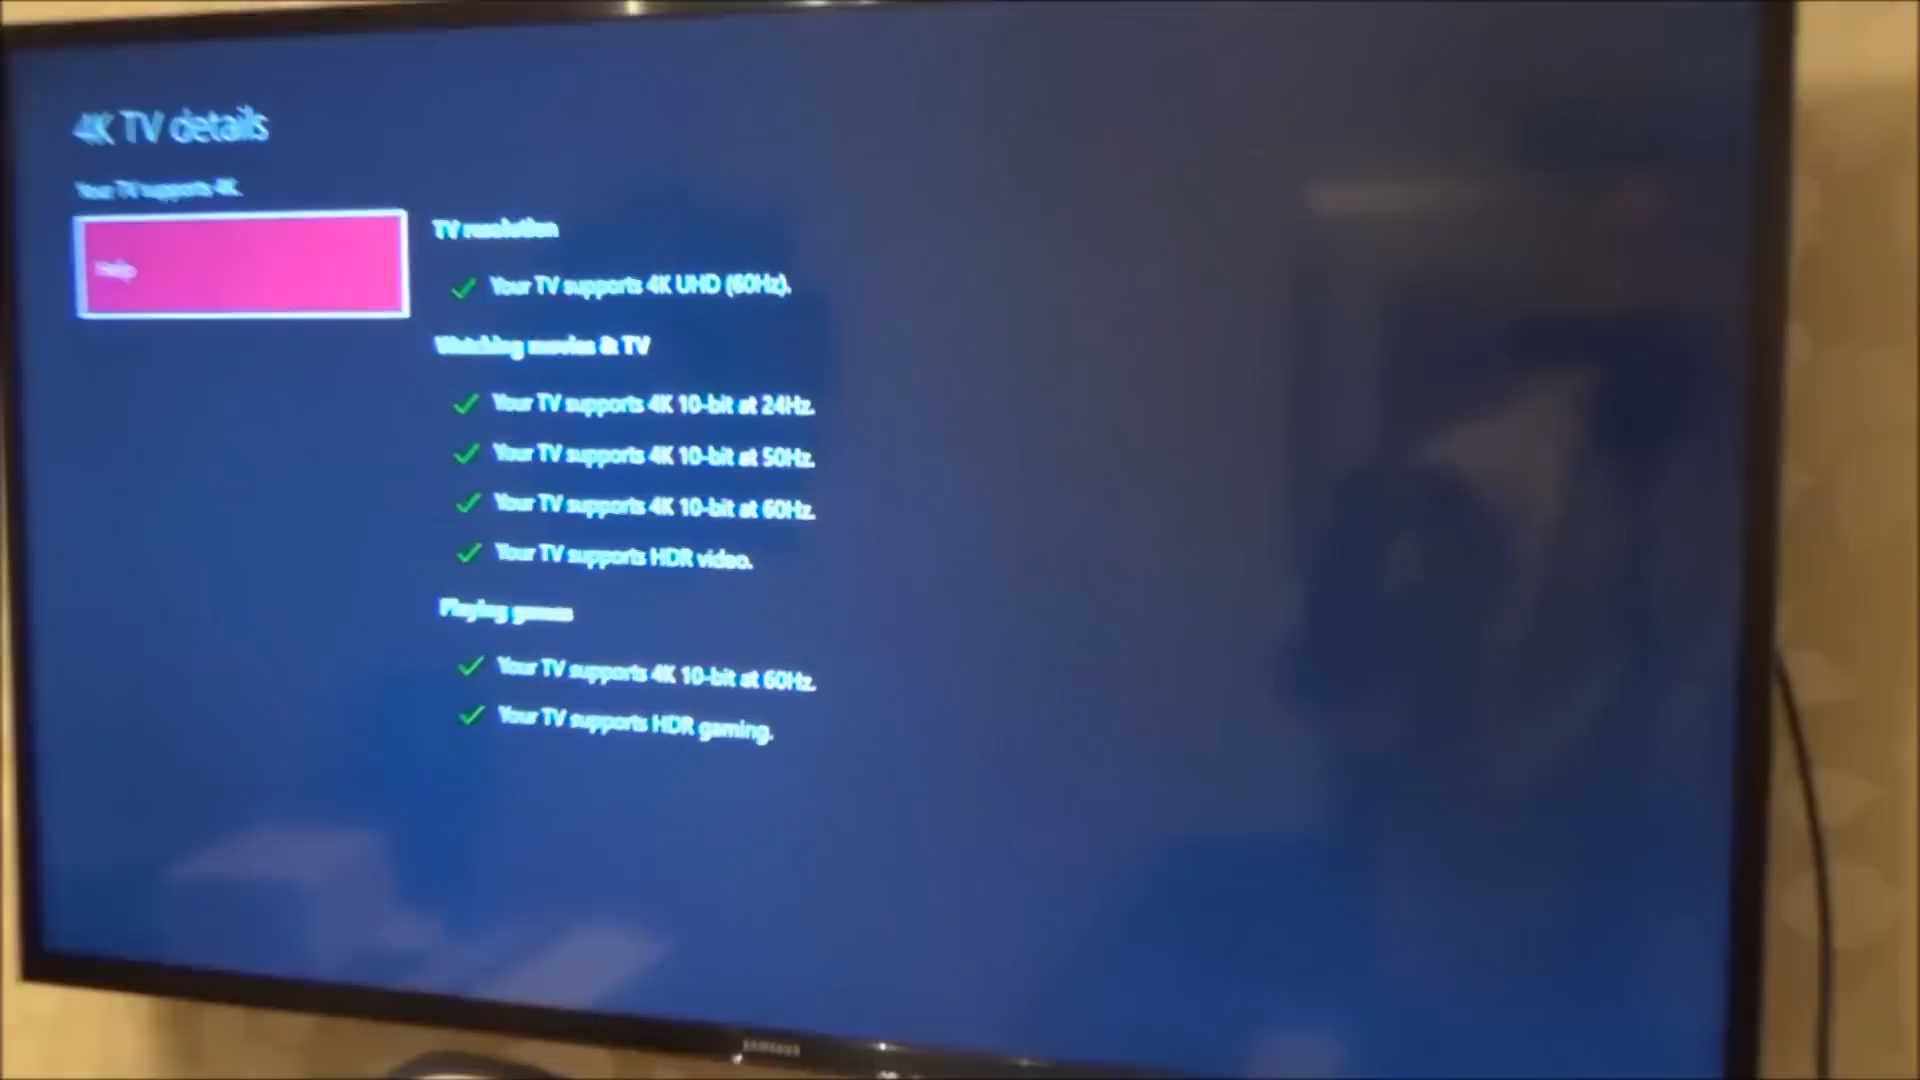 4K TV details
Your TV supports 4K.
Help
TV resolution
Your TV supports 4K UHD (60Hz).
Watching movies & TV
Your TV supports 4K 10-bit at 24Hz.
Your TV supports 4K 10-bit at 50Hz.
Your TV supports 4K 10-bit at 60Hz.
Your TV supports HDR video.
Playing games
Your TV supports 4K 10-bit at 60Hz.
Your TV supports HDR gaming.
SAMSUNG